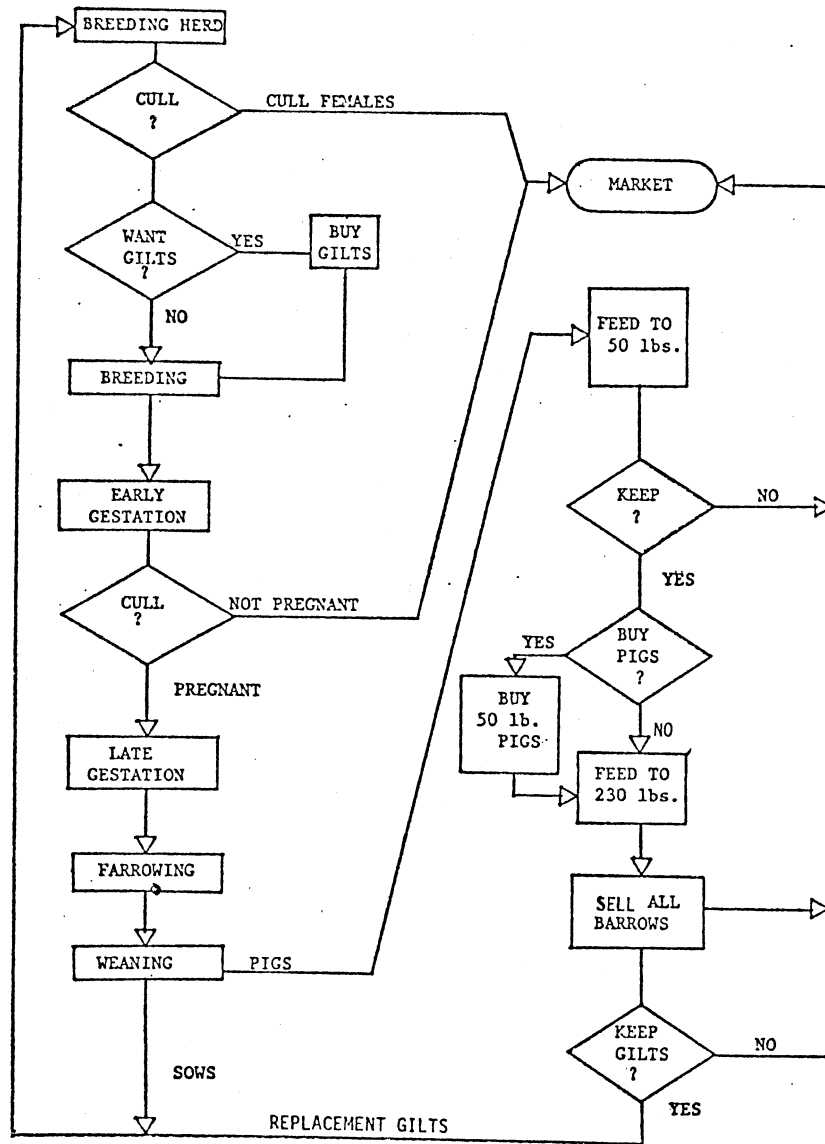 BREEDING HERD
CULL
?
CULL FEMALES
MARKET
WANT
GILTS
?
YES
BUY
GILTS
NO
BREEDING
EARLY
GESTATION
CULL
?
NOT PREGNANT
PREGNANT
LATE
GESTATION
FARROWING
WEANING
PIGS
SOWS
FEED TO
50 lbs.
KEEP
?
NO
YES
BUY
PIGS
?
YES
BUY
50 lb.
PIGS
NO
FEED TO
230 lbs.
SELL ALL
BARROWS
KEEP
GILTS
?
NO
YES
REPLACEMENT GILTS